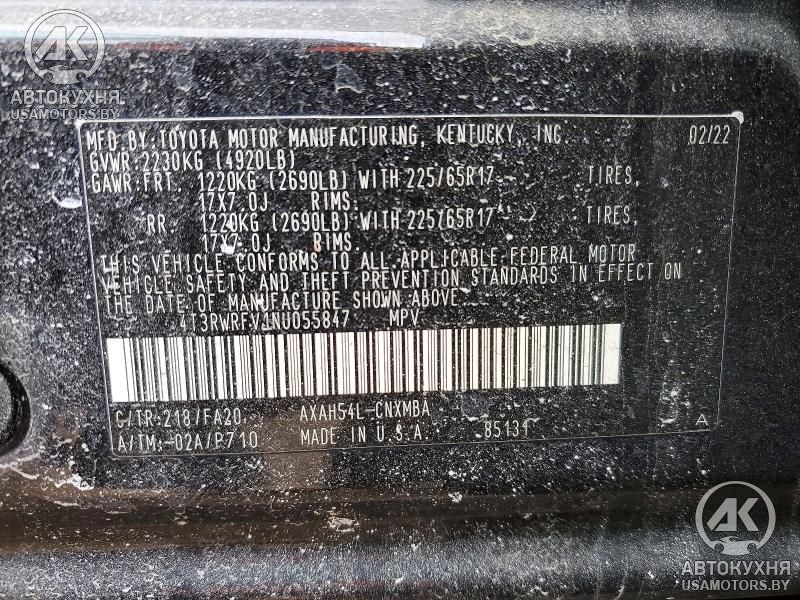 AK
АВТОКУХНЯ
USAMOTORS.BY
MFD BY: TOYOTA MOTOR MANUFACTURING, KENTUCKY, INC. 02/22
GVWR: 2230KG (4920LB)
GAWR: FRT. 1220KG (2690LB) WITH 225/65R17 TIRES,
17X7.0J RIMS.
RR. 1220KG (2690LB) WITH 225/65R17 TIRES,
17X7.0J RIMS.
THIS VEHICLE CONFORMS TO ALL APPLICABLE FEDERAL MOTOR
VEHICLE SAFETY AND THEFT PREVENTION STANDARDS IN EFFECT ON
THE DATE OF MANUFACTURE SHOWN ABOVE.
4T3RWRFV1NU055847 MPV
C/TR:218/FA20 AXAH54L-CNXMBA
A/TM:-02A/P710 MADE IN U.S.A. 85131 A
AK
АВТОКУХНЯ
USAMOTORS.BY